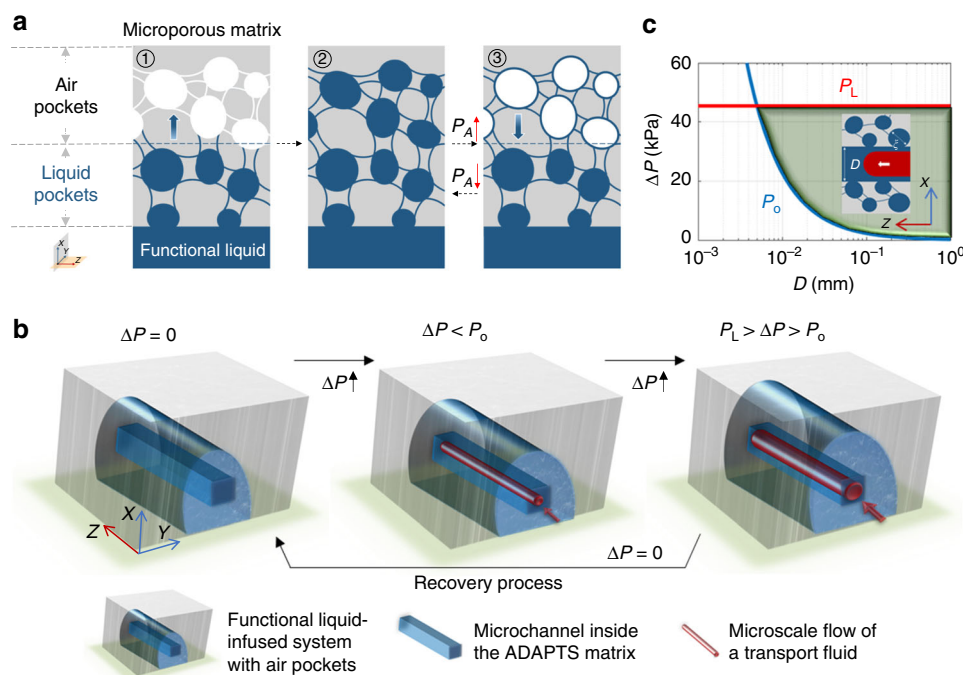 a
Microporous matrix
① ② ③
Air
pockets
Liquid
pockets
P_A
P_A
Functional liquid
X
Y
Z
c
ΔP (kPa)
60
40
20
0
P_L
P_o
D
X
Z
10⁻³ 10⁻² 10⁻¹ 10⁰
D (mm)
b
ΔP = 0
ΔP < P_o
P_L > ΔP > P_o
ΔP
ΔP
X
Y
Z
ΔP = 0
Recovery process
Functional liquid-
infused system
with air pockets
Microchannel inside
the ADAPTS matrix
Microscale flow of
a transport fluid